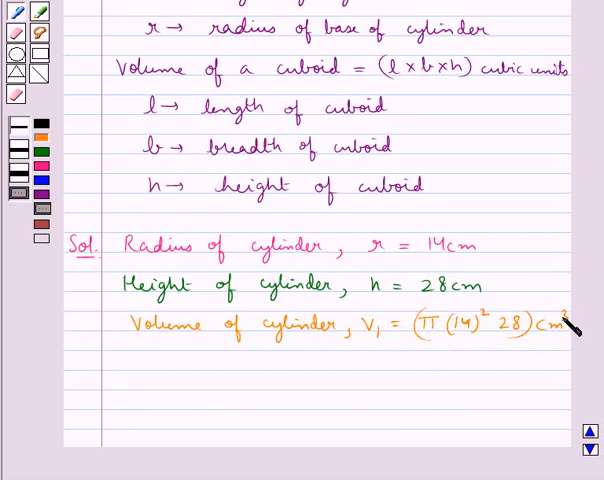 r → radius of base of cylinder
Volume of a cuboid = (l × b × h) cubic units
l → length of cuboid
b → breadth of cuboid
h → height of cuboid
Sol. Radius of cylinder, r = 14cm
Height of cylinder, h = 28cm
Volume of cylinder, V₁ = (π (14)² 28) cm³